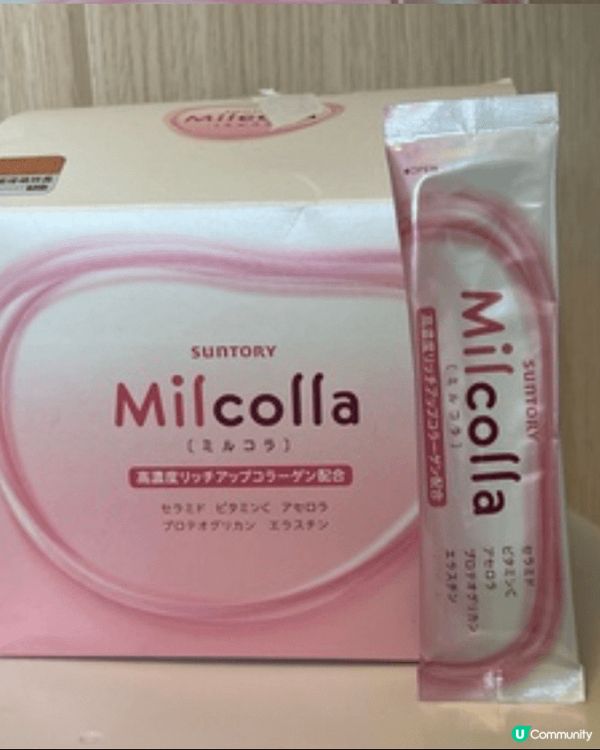 SUNTORY
Milcolla
(ミルコラ)
高濃度リッチアップコラーゲン配合
セラミド ビタミンC アセロラ
プロテオグリカン エラスチン
OPEN
SUNTORY
Milcolla
(ミルコラ)
高濃度リッチアップコラーゲン配合
セラミド
ビタミンC
アセロラ
プロテオグリカン
エラスチン
U Community